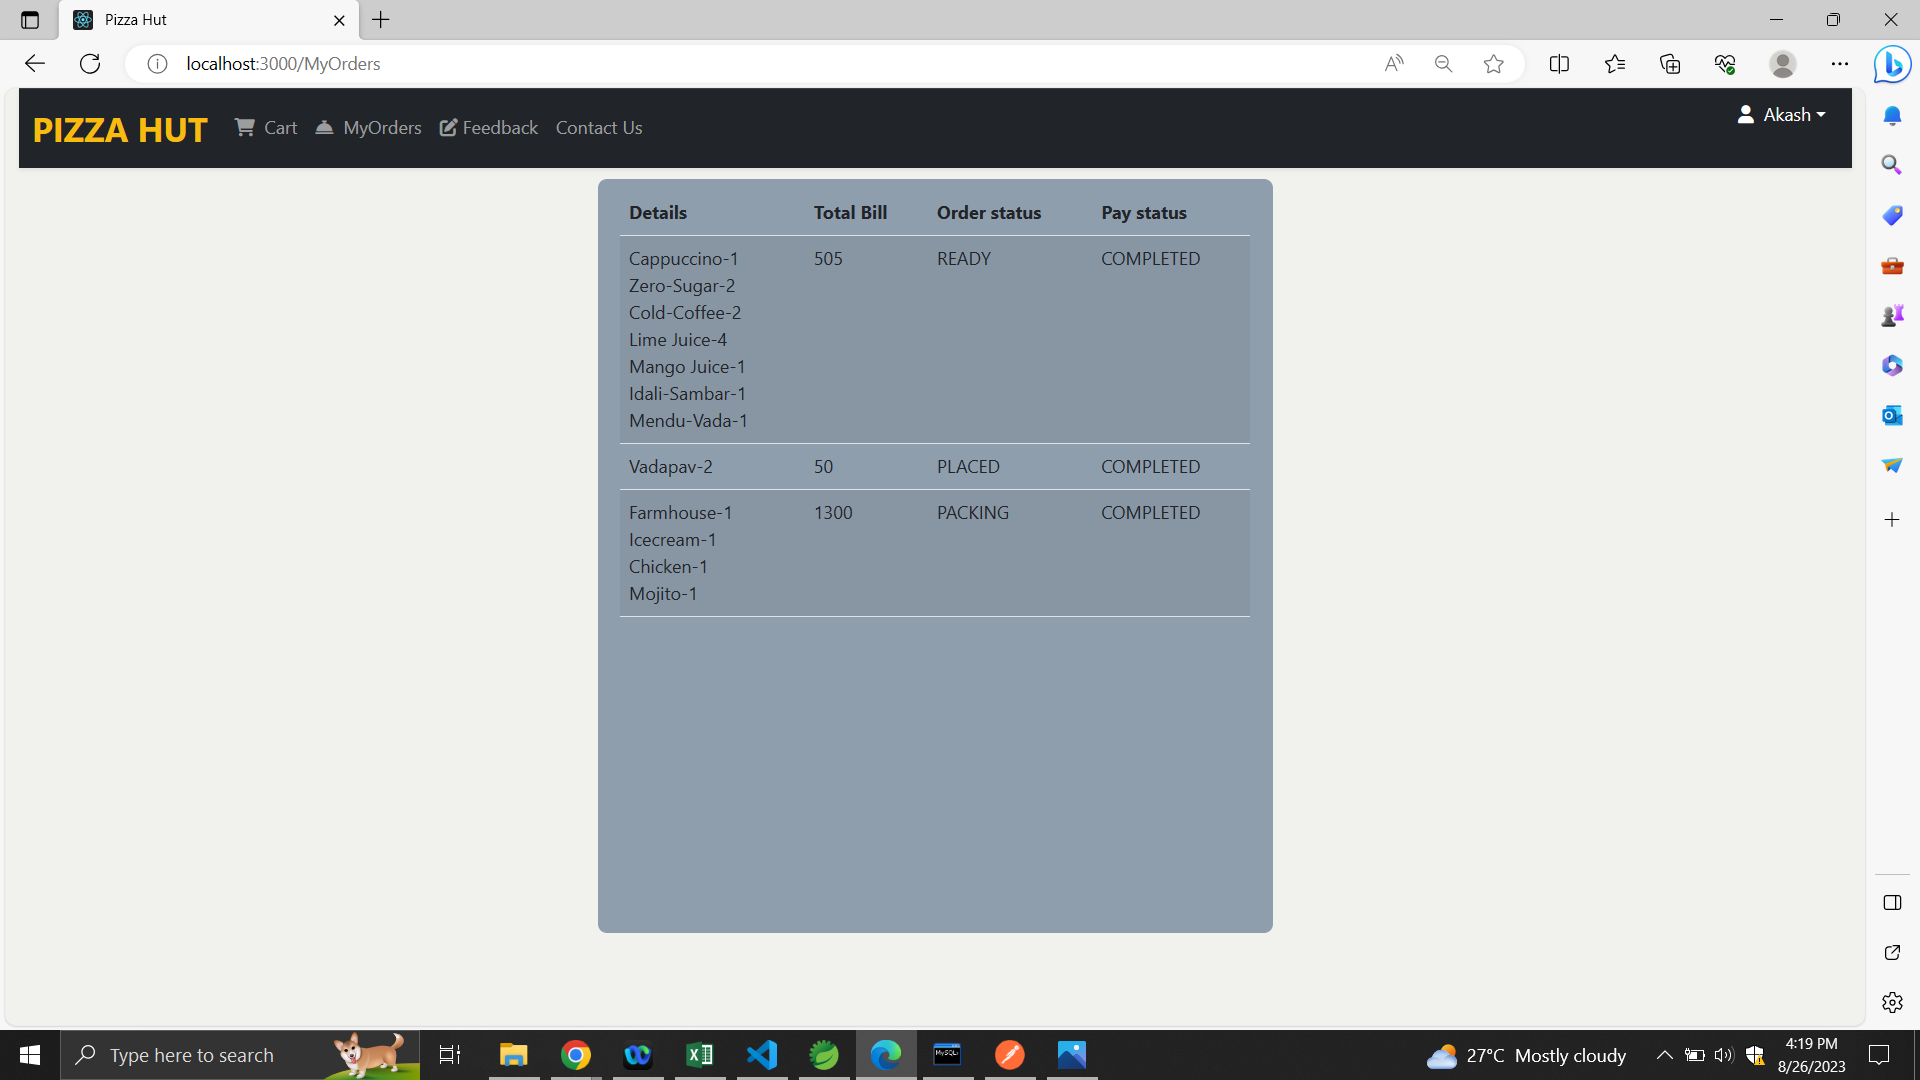 Pizza Hut
localhost:3000/MyOrders
PIZZA HUT Cart MyOrders Feedback Contact Us Akash
Details Total Bill Order status Pay status
Cappuccino-1 505 READY COMPLETED
Zero-Sugar-2
Cold-Coffee-2
Lime Juice-4
Mango Juice-1
Idali-Sambar-1
Mendu-Vada-1
Vadapav-2 50 PLACED COMPLETED
Farmhouse-1 1300 PACKING COMPLETED
Icecream-1
Chicken-1
Mojito-1
Type here to search
27°C Mostly cloudy
4:19 PM
8/26/2023